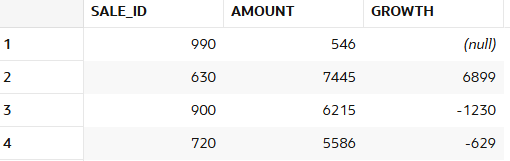 SALE_ID AMOUNT GROWTH
1 990 546 (null)
2 630 7445 6899
3 900 6215 -1230
4 720 5586 -629